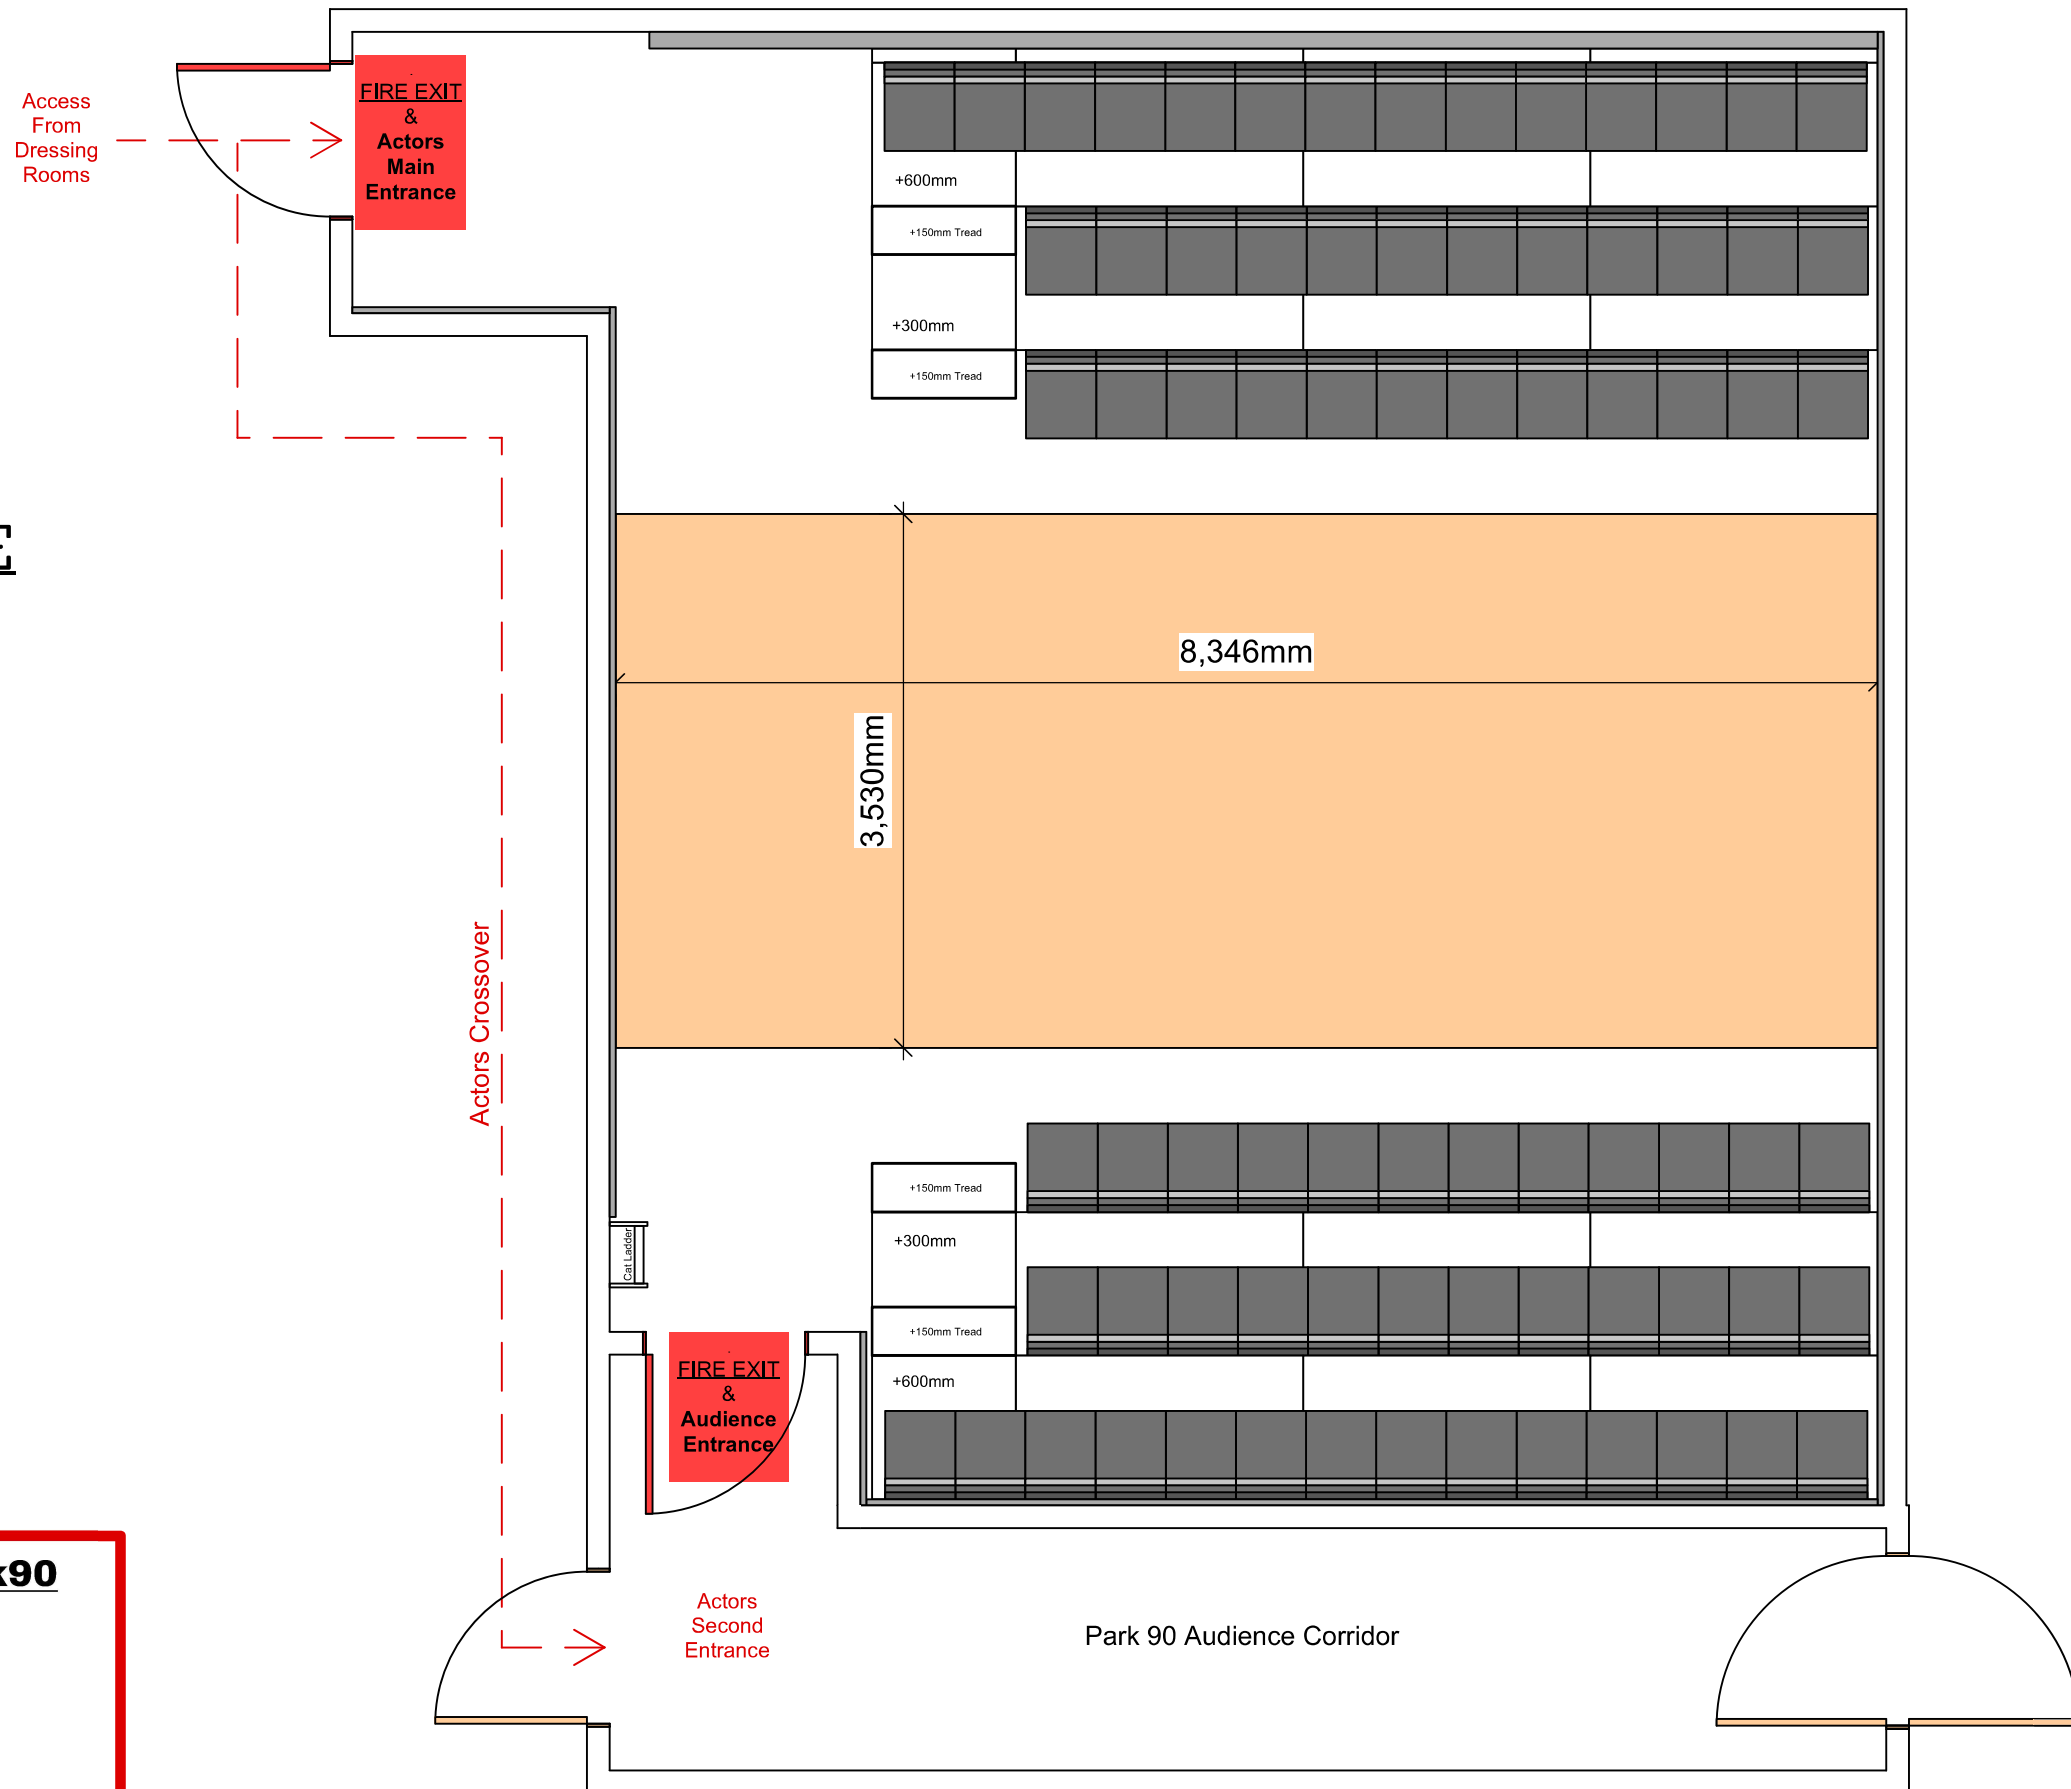 FIRE EXIT
&
Actors
Main
Entrance
Access
From
Dressing
Rooms
+600mm
+150mm Tread
+300mm
+150mm Tread
E
8,346mm
3,530mm
Actors Crossover
+150mm Tread
+300mm
Cat Ladder
+150mm Tread
+600mm
FIRE EXIT
&
Audience
Entrance
k90
Actors
Second
Entrance
Park 90 Audience Corridor